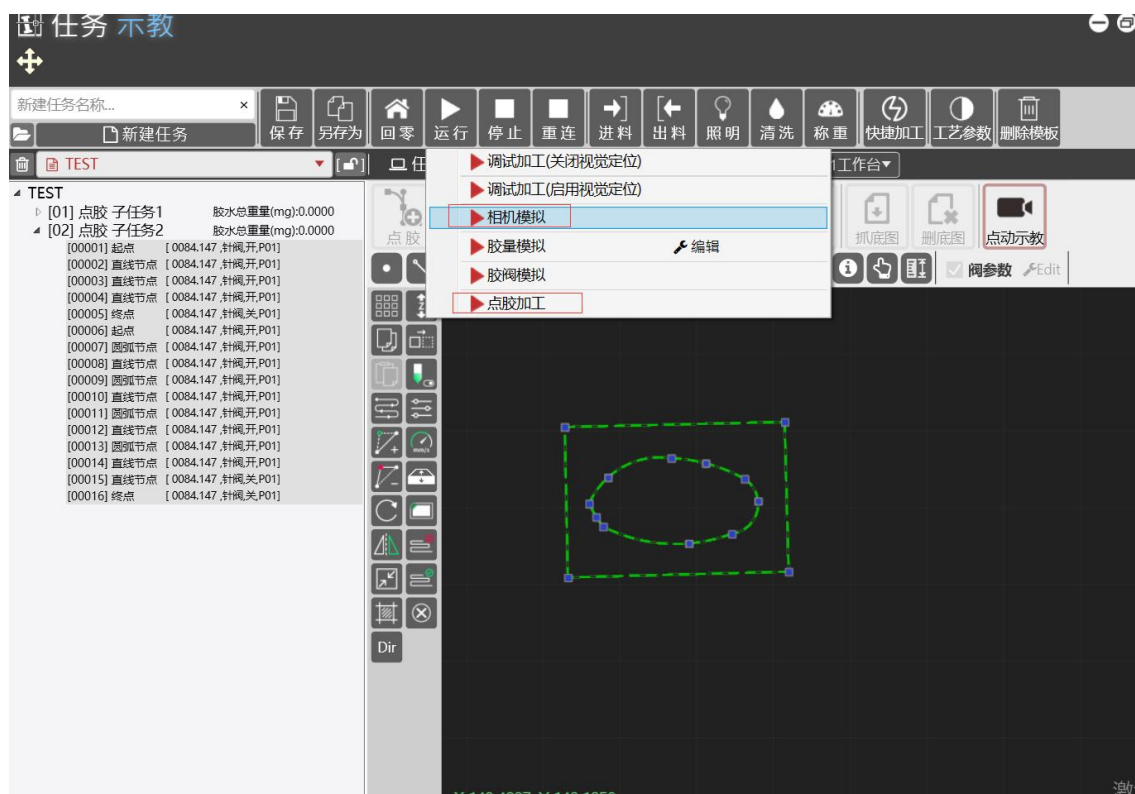 任务 示教
新建任务名称... ×
新建任务
保存 另存为 回零 运行 停止 重连 进料 出料 照明 清洗 称重 快捷加工 工艺参数 删除模板
TEST
1工作台▼
调试加工(关闭视觉定位)
调试加工(启用视觉定位)
相机模拟
胶量模拟 编辑
胶阀模拟
点胶加工
点胶
抓底图 删底图 点动示教
阀参数 Edit
TEST
[01] 点胶 子任务1 胶水总重量(mg):0.0000
[02] 点胶 子任务2 胶水总重量(mg):0.0000
[00001] 起点 [ 0084.147 ,针阀,开,P01]
[00002] 直线节点 [ 0084.147 ,针阀,开,P01]
[00003] 直线节点 [ 0084.147 ,针阀,开,P01]
[00004] 直线节点 [ 0084.147 ,针阀,开,P01]
[00005] 终点 [ 0084.147 ,针阀,关,P01]
[00006] 起点 [ 0084.147 ,针阀,开,P01]
[00007] 圆弧节点 [ 0084.147 ,针阀,开,P01]
[00008] 直线节点 [ 0084.147 ,针阀,开,P01]
[00009] 圆弧节点 [ 0084.147 ,针阀,开,P01]
[00010] 直线节点 [ 0084.147 ,针阀,开,P01]
[00011] 圆弧节点 [ 0084.147 ,针阀,开,P01]
[00012] 直线节点 [ 0084.147 ,针阀,开,P01]
[00013] 圆弧节点 [ 0084.147 ,针阀,开,P01]
[00014] 直线节点 [ 0084.147 ,针阀,开,P01]
[00015] 直线节点 [ 0084.147 ,针阀,关,P01]
[00016] 终点 [ 0084.147 ,针阀,关,P01]
mm/s
Dir
激